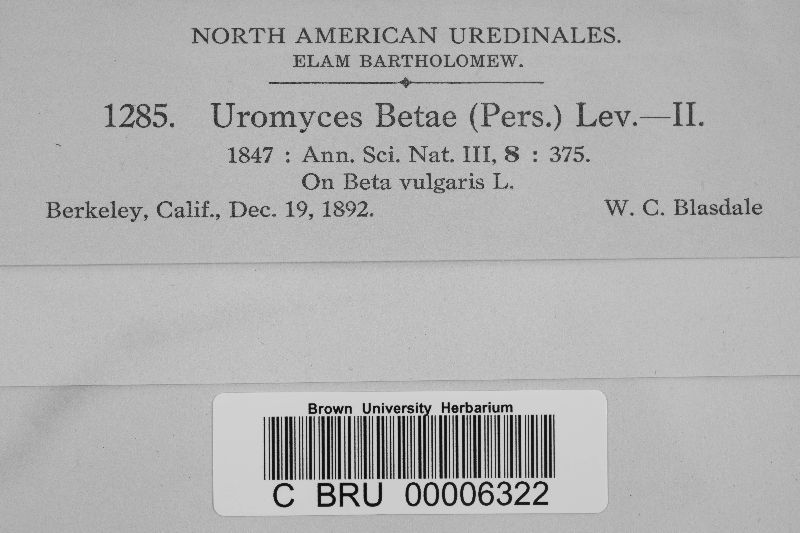 NORTH AMERICAN UREDINALES.
ELAM BARTHOLOMEW.
1285. Uromyces Betae (Pers.) Lev.—II.
1847 : Ann. Sci. Nat. III, 8 : 375.
On Beta vulgaris L.
Berkeley, Calif., Dec. 19, 1892. W. C. Blasdale
Brown University Herbarium
C BRU 00006322